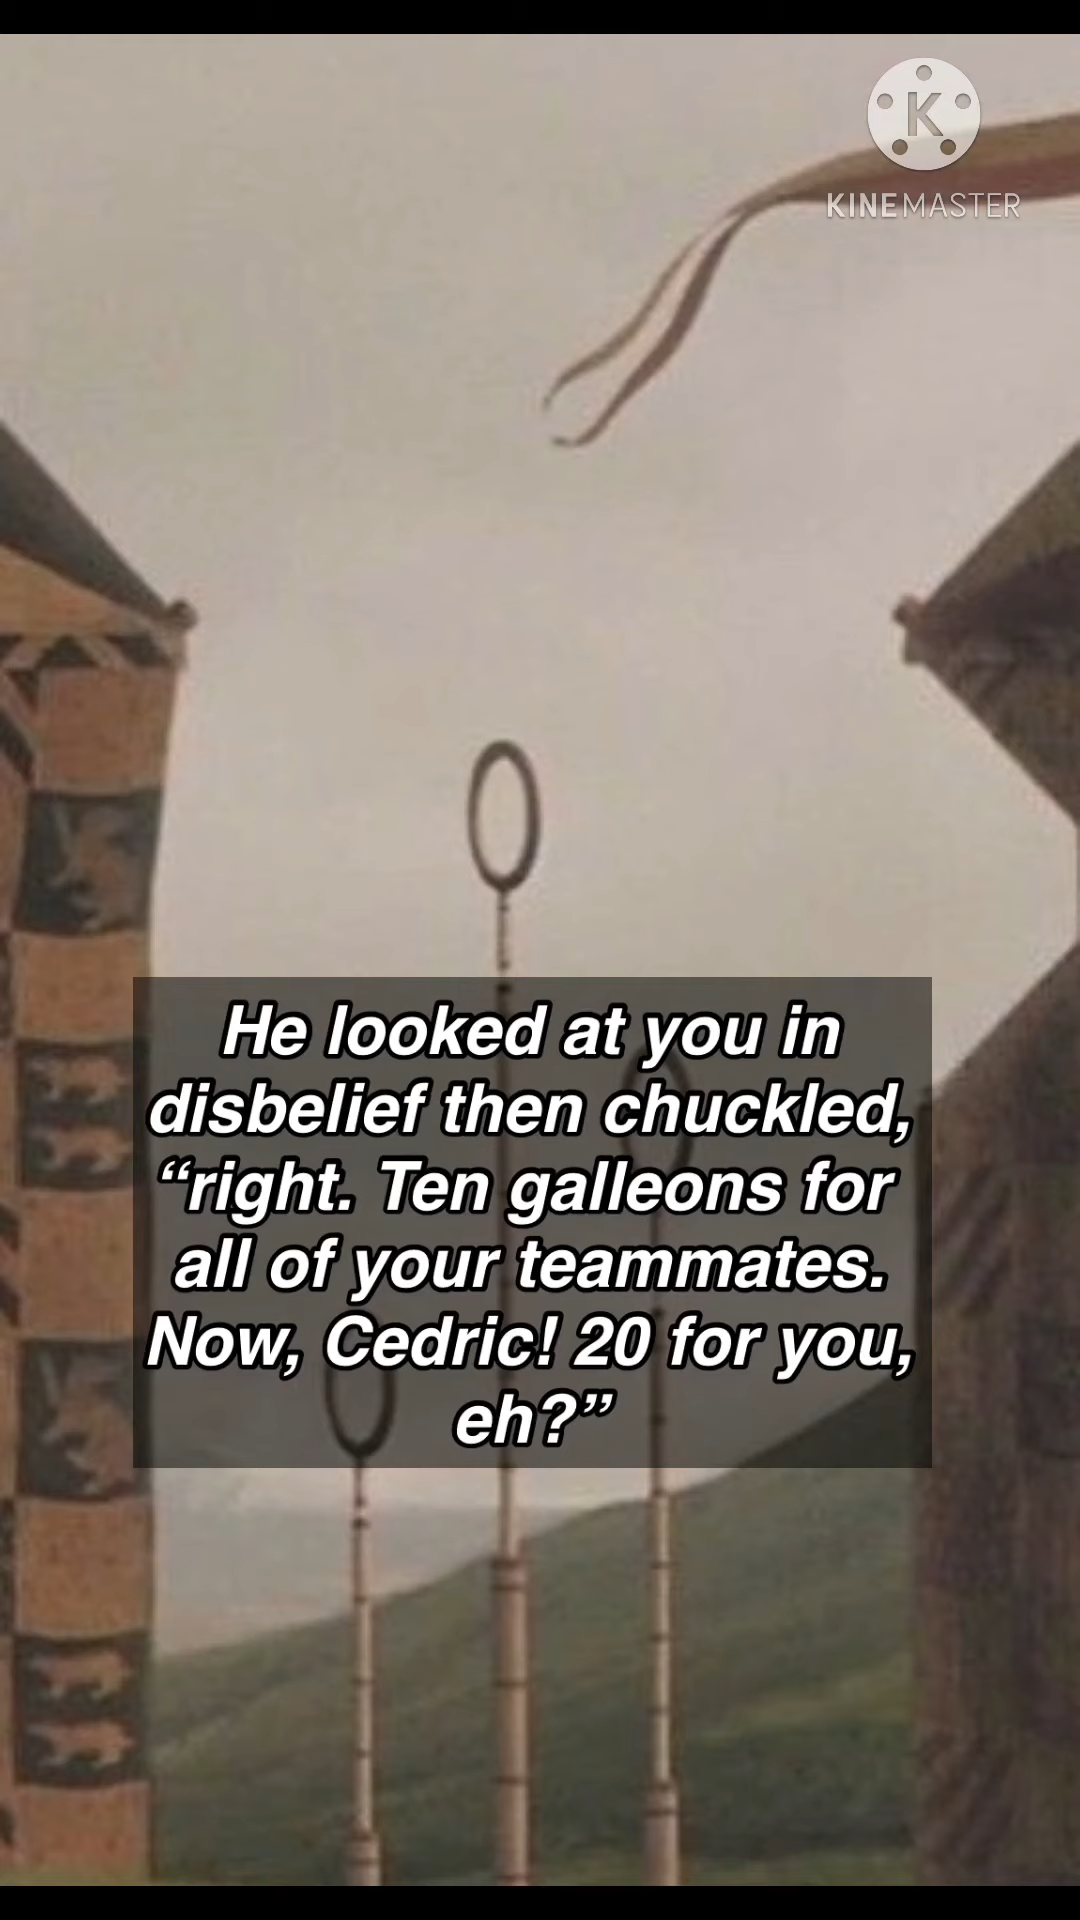 KINEMASTER
He looked at you in
disbelief then chuckled,
“right. Ten galleons for
all of your teammates.
Now, Cedric! 20 for you,
eh?”